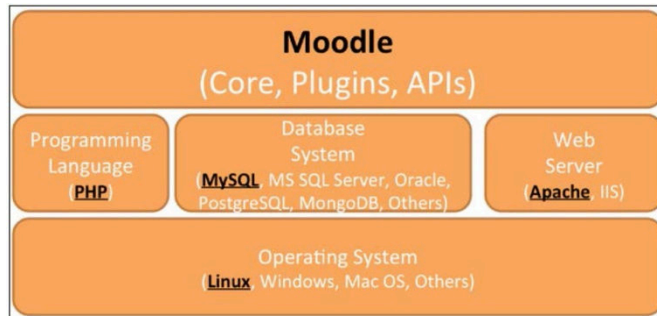 Moodle
(Core, Plugins, APIs)
Programming
Language
(PHP)
Database
System
(MySQL, MS SQL Server, Oracle,
PostgreSQL, MongoDB, Others)
Web
Server
(Apache, IIS)
Operating System
(Linux, Windows, Mac OS, Others)